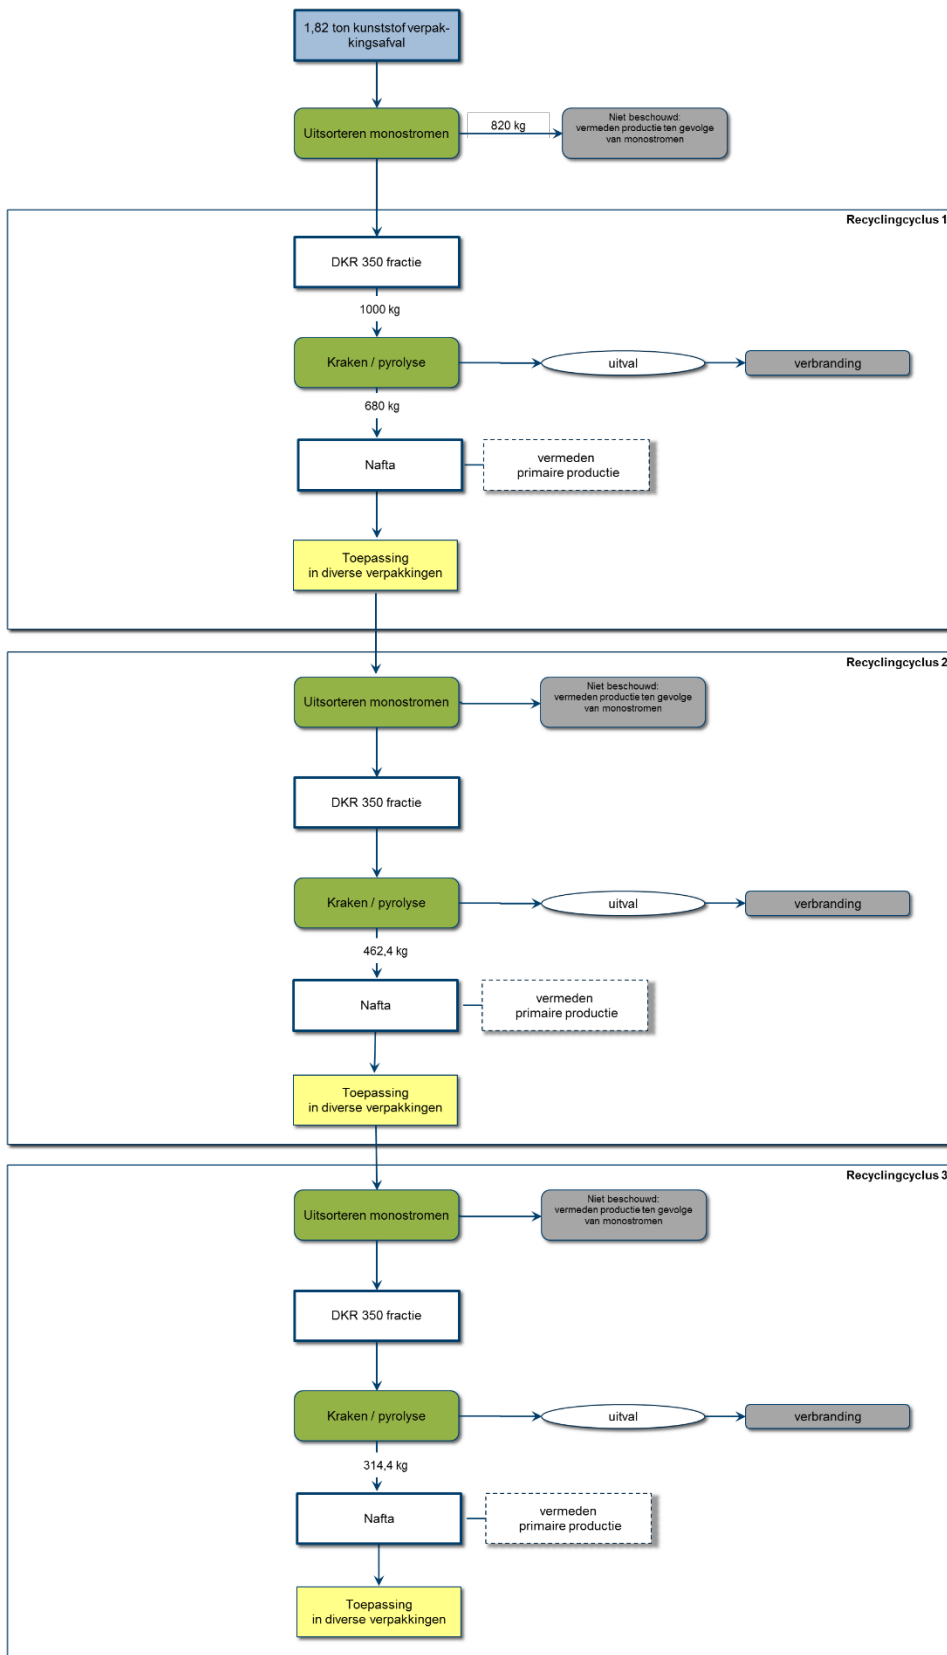 1,82 ton kunststof verpak-
kingsafval
Uitsorteren monostromen
820 kg
Niet beschouwd:
vermeden productie ten gevolge
van monostromen
Recyclingcyclus 1
DKR 350 fractie
1000 kg
Kraken / pyrolyse
uitval
verbranding
680 kg
Nafta
vermeden
primaire productie
Toepassing
in diverse verpakkingen
Recyclingcyclus 2
Uitsorteren monostromen
Niet beschouwd:
vermeden productie ten gevolge
van monostromen
DKR 350 fractie
Kraken / pyrolyse
uitval
verbranding
462,4 kg
Nafta
vermeden
primaire productie
Toepassing
in diverse verpakkingen
Recyclingcyclus 3
Uitsorteren monostromen
Niet beschouwd:
vermeden productie ten gevolge
van monostromen
DKR 350 fractie
Kraken / pyrolyse
uitval
verbranding
314,4 kg
Nafta
vermeden
primaire productie
Toepassing
in diverse verpakkingen